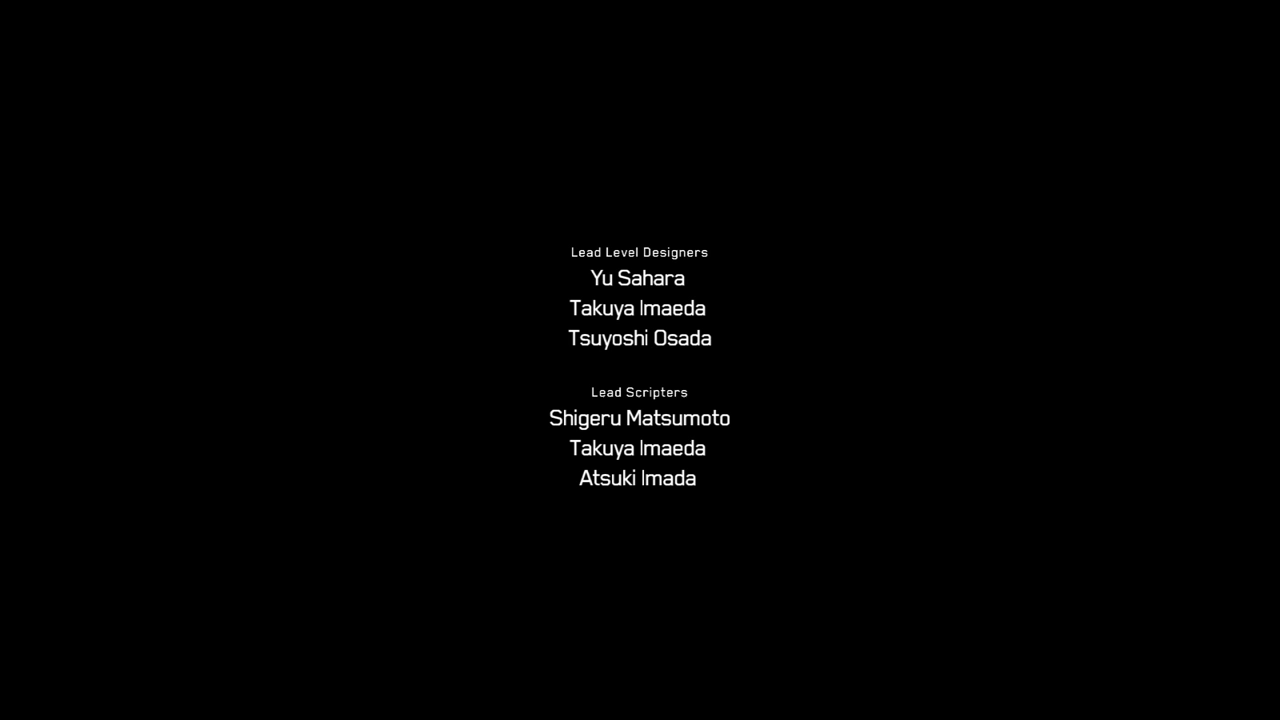 Lead Level Designers
Yu Sahara
Takuya Imaeda
Tsuyoshi Osada
Lead Scripters
Shigeru Matsumoto
Takuya Imaeda
Atsuki Imada